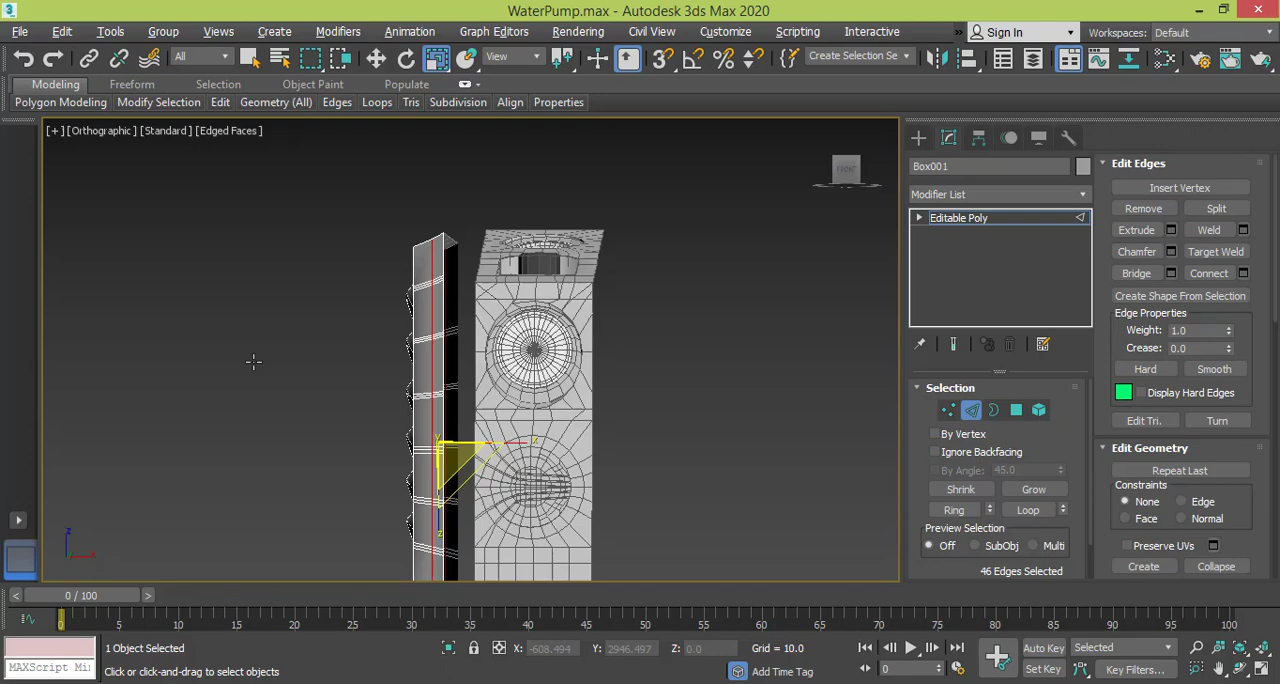 WaterPump.max - Autodesk 3ds Max 2020
File Edit Tools Group Views Create Modifiers Animation Graph Editors Rendering Civil View Customize Scripting Interactive Sign In Workspaces: Default
All View Create Selection Se
Modeling Freeform Selection Object Paint Populate
Polygon Modeling Modify Selection Edit Geometry (All) Edges Loops Tris Subdivision Align Properties
[+] [Orthographic] [Standard] [Edged Faces]
FRONT
Box001
Modifier List
Editable Poly
Selection
By Vertex
Ignore Backfacing
By Angle: 45.0
Shrink Grow
Ring Loop
Preview Selection
Off SubObj Multi
46 Edges Selected
Edit Edges
Insert Vertex
Remove Split
Extrude Weld
Chamfer Target Weld
Bridge Connect
Create Shape From Selection
Edge Properties
Weight: 1.0
Crease: 0.0
Hard Smooth
Display Hard Edges
Edit Tri. Turn
Edit Geometry
Repeat Last
Constraints
None Edge
Face Normal
Preserve UVs
Create Collapse
x
z
z
x
0 / 100
0 5 10 15 20 25 30 35 40 45 50 55 60 65 70 75 80 85 90 95 100
MAXScript Mi
1 Object Selected
Click or click-and-drag to select objects
X: -608.494 Y: 2946.497 Z: 0.0 Grid = 10.0
Add Time Tag
0
Auto Key Selected
Set Key Key Filters...